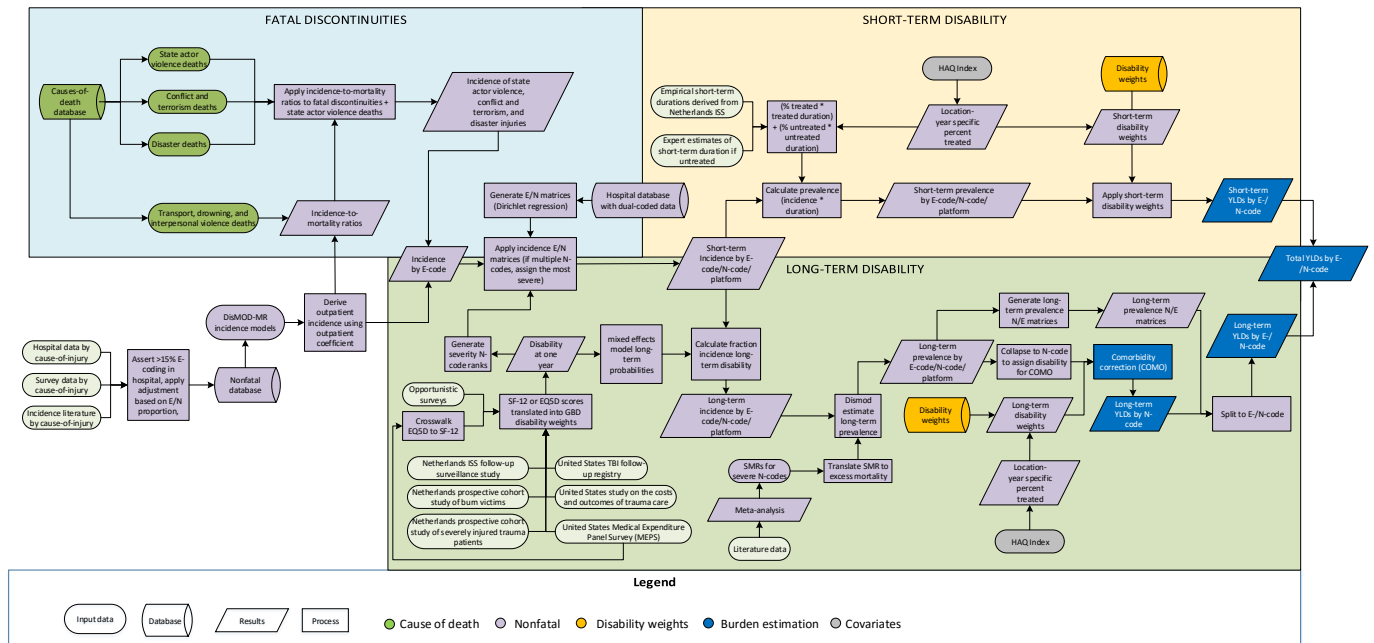 FATAL DISCONTINUITIES
State actor
violence deaths
Causes-of-
death
database
Conflict and
terrorism deaths
Disaster deaths
Transport, drowning, and
interpersonal violence deaths
Apply incidence-to-mortality
ratios to fatal discontinuities +
state actor violence deaths
Incidence of state
actor violence,
conflict and
terrorism, and
disaster injuries
Incidence-to-
mortality ratios
Generate E/N matrices
(Dirichlet regression)
Hospital database
with dual-coded data
Incidence
by E-code
Apply incidence E/N
matrices (if multiple N-
codes, assign the most
severe)
SHORT-TERM DISABILITY
Empirical short-term
durations derived from
Netherlands ISS
Expert estimates of
short-term duration if
untreated
(% treated *
treated duration)
+ (% untreated *
untreated
duration)
HAQ Index
Location-
year specific
percent
treated
Disability
weights
Short-term
disability
weights
Calculate prevalence
(incidence *
duration)
Short-term prevalence
by E-code/N-code/
platform
Apply short-term
disability weights
Short-term
YLDs by E-/
N-code
Short-term
Incidence by E-
code/N-code/
platform
Total YLDs by E-
/N-code
LONG-TERM DISABILITY
Hospital data by
cause-of-injury
Survey data by
cause-of-injury
Incidence literature
by cause-of-injury
Assert >15% E-
coding in
hospital, apply
adjustment
based on E/N
proportion,
Nonfatal
database
DisMOD-MR
incidence models
Derive
outpatient
incidence using
outpatient
coefficient
Generate
severity N-
code ranks
Disability
at one
year
mixed effects
model long-
term
probabilities
Calculate fraction
incidence long-
term disability
Opportunistic
surveys
Crosswalk
EQ5D to SF-12
SF-12 or EQ5D scores
translated into GBD
disability weights
Netherlands ISS follow-up
surveillance study
United States TBI follow-
up registry
Netherlands prospective cohort
study of burn victims
United States study on the costs
and outcomes of trauma care
Netherlands prospective cohort
study of severely injured trauma
patients
United States Medical Expenditure
Panel Survey (MEPS)
Long-term
incidence by E-
code/N-code/
platform
SMRs for
severe N-codes
Meta-analysis
Literature data
Translate SMR to
excess mortality
Dismod
estimate
long-term
prevalence
Long-term
prevalence by
E-code/N-code/
platform
Generate long-
term prevalence
N/E matrices
Long-term
prevalence N/E
matrices
Collapse to N-code
to assign disability
for COMO
Comorbidity
correction (COMO)
Disability
weights
Long-term
disability
weights
Long-term
YLDs by N-
code
Location-
year specific
percent
treated
HAQ Index
Split to E-/N-code
Long-term
YLDs by E-/
N-code
Legend
Input data
Database
Results
Process
Cause of death
Nonfatal
Disability weights
Burden estimation
Covariates